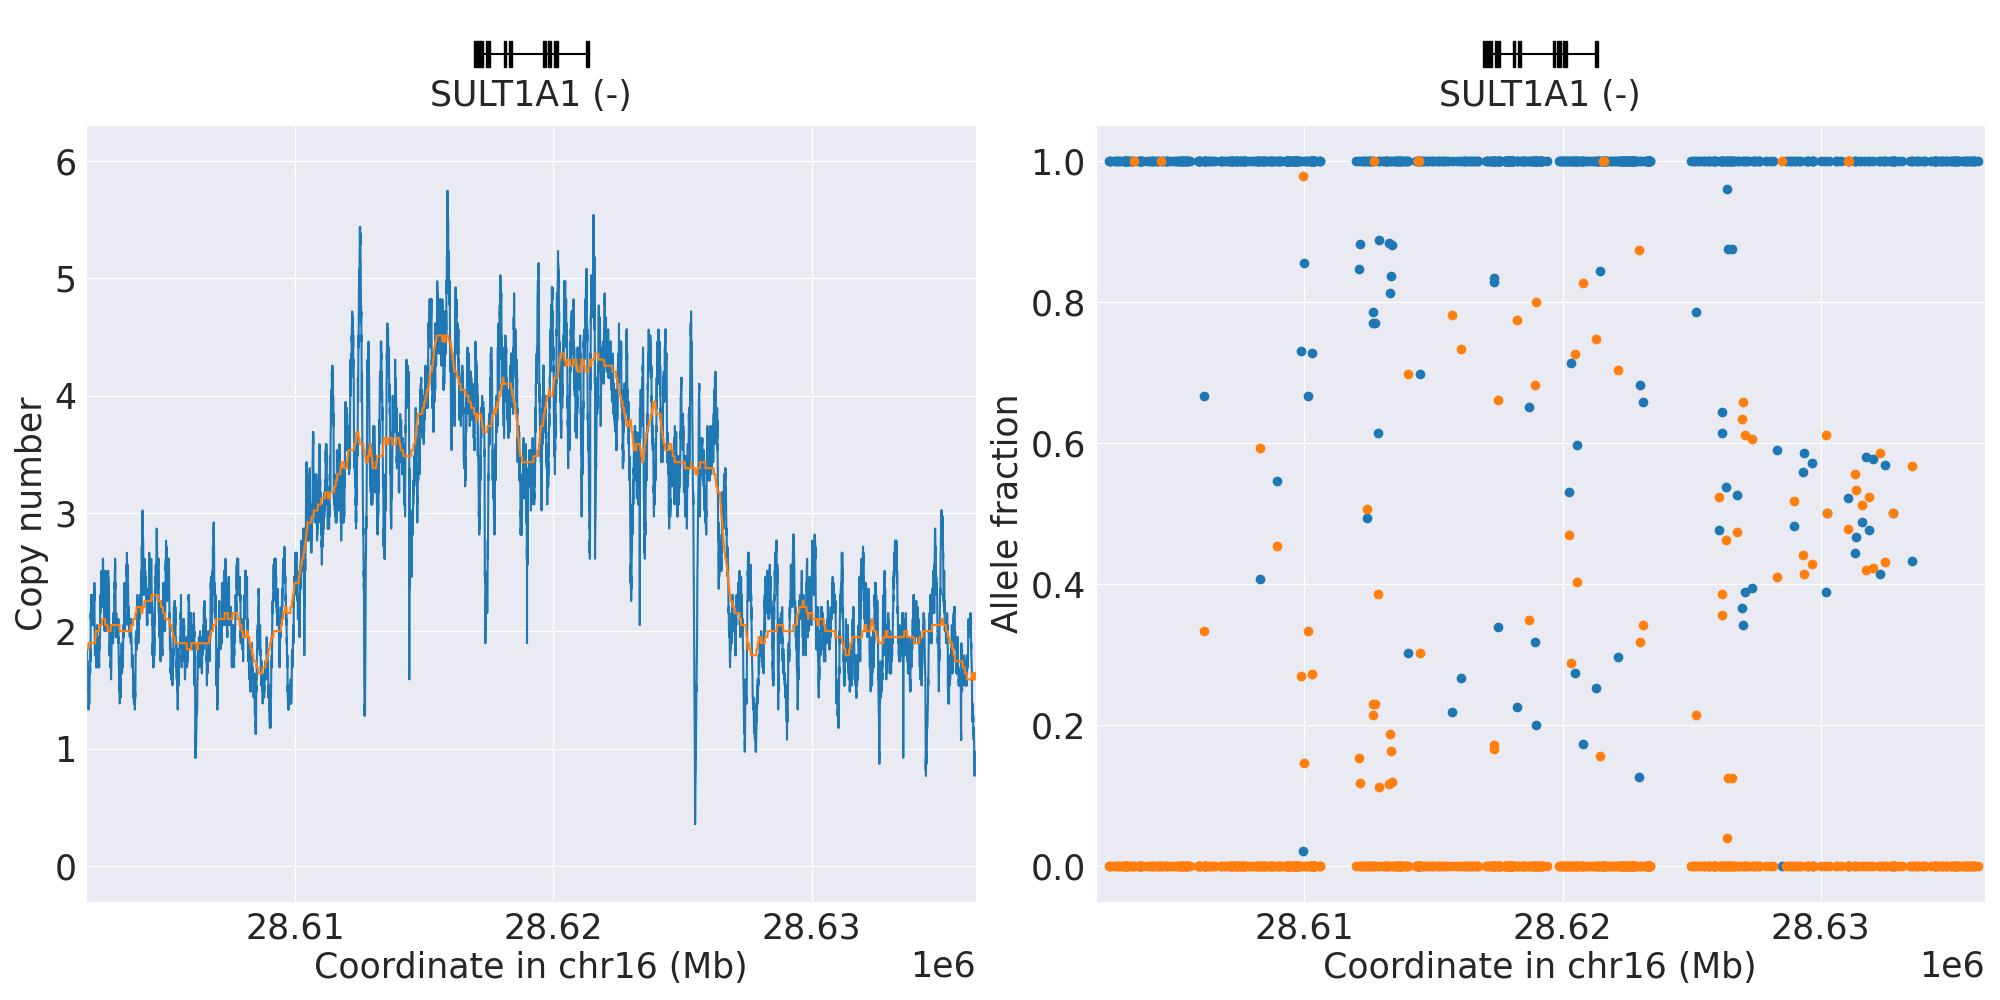 SULT1A1 (-)
Copy number
6
5
4
3
2
1
0
28.61 28.62 28.63
Coordinate in chr16 (Mb)
1e6
SULT1A1 (-)
Allele fraction
1.0
0.8
0.6
0.4
0.2
0.0
28.61 28.62 28.63
Coordinate in chr16 (Mb)
1e6